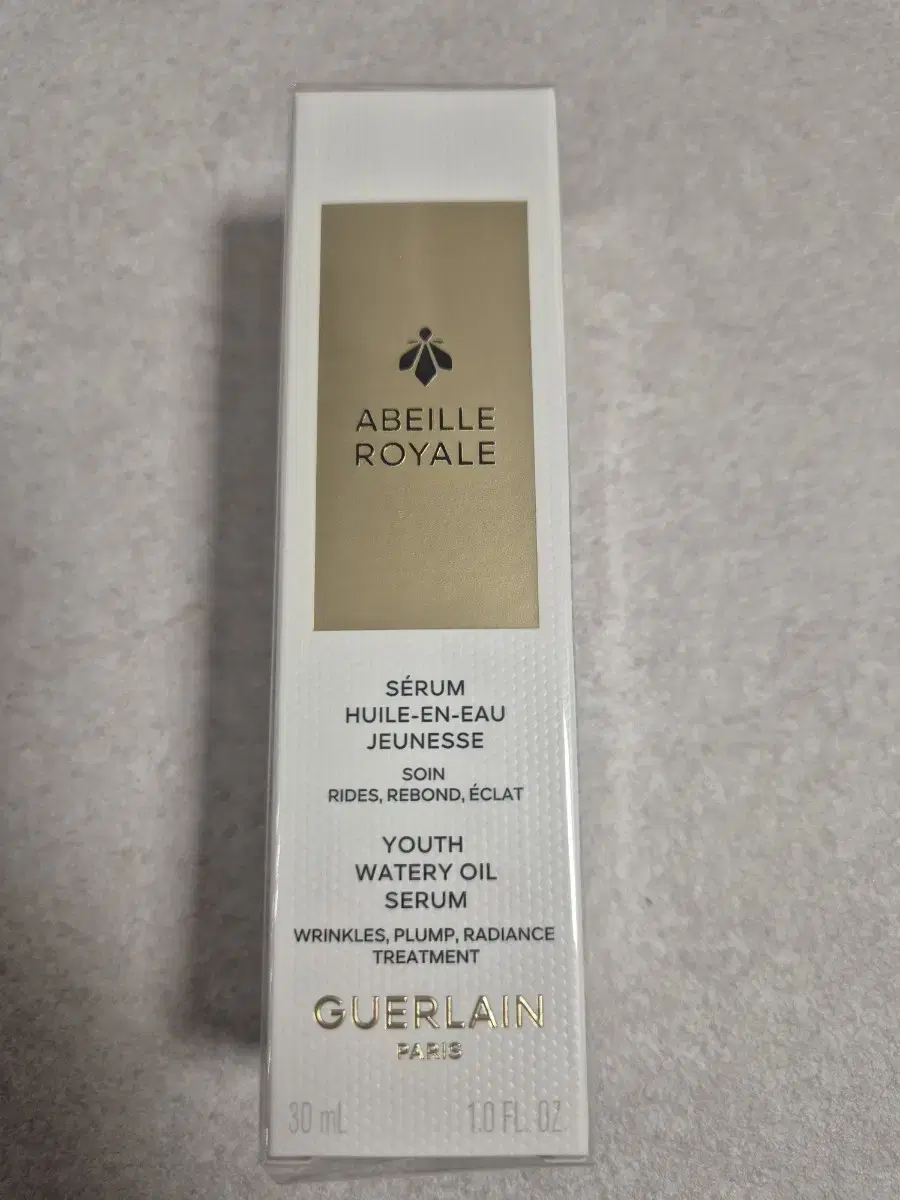 ABEILLE
ROYALE
SÉRUM
HUILE-EN-EAU
JEUNESSE
SOIN
RIDES, REBOND, ÉCLAT
YOUTH
WATERY OIL
SERUM
WRINKLES, PLUMP, RADIANCE
TREATMENT
GUERLAIN
PARIS
30 mL 1.0 FL. OZ